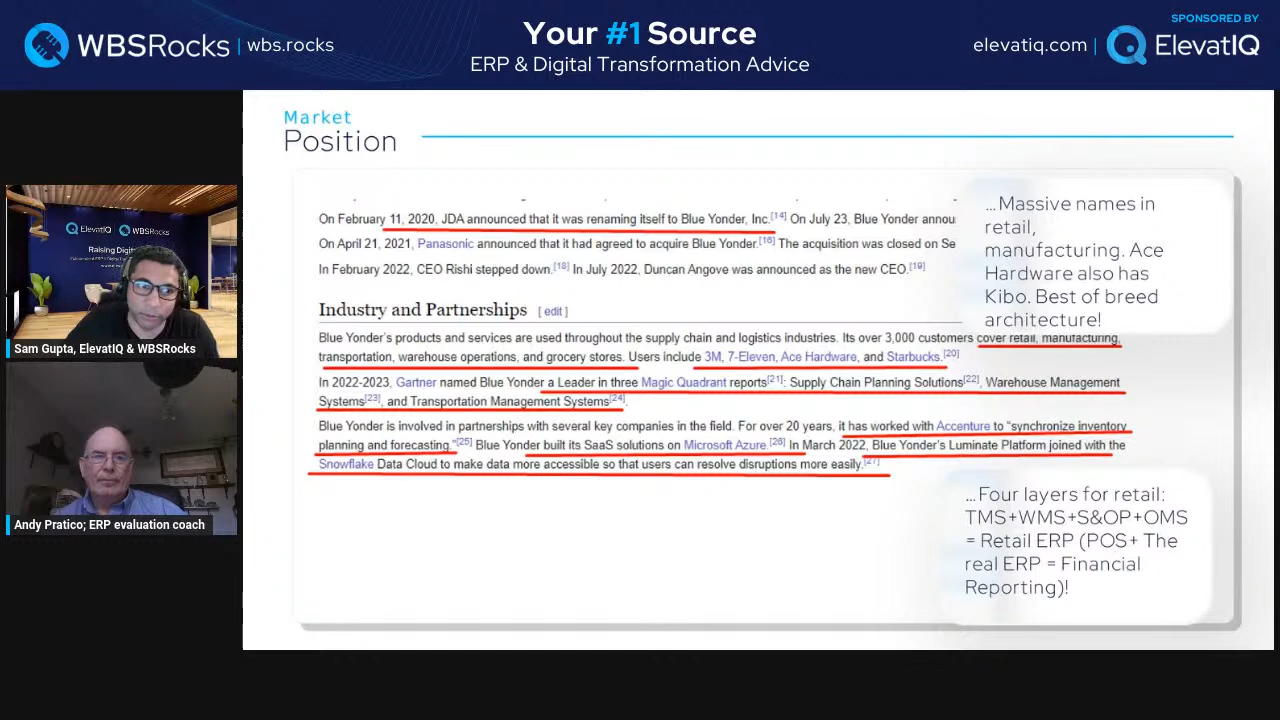 WBSRocks | wbs.rocks
Your #1 Source
ERP & Digital Transformation Advice
SPONSORED BY
elevatiq.com | ElevatIQ
Market
Position
On February 11, 2020, JDA announced that it was renaming itself to Blue Yonder, Inc.[14] On July 23, Blue Yonder annou
On April 21, 2021, Panasonic announced that it had agreed to acquire Blue Yonder.[16] The acquisition was closed on Se
In February 2022, CEO Rishi stepped down.[18] In July 2022, Duncan Angove was announced as the new CEO.[19]
Industry and Partnerships [ edit ]
Blue Yonder's products and services are used throughout the supply chain and logistics industries. Its over 3,000 customers cover retail, manufacturing,
transportation, warehouse operations, and grocery stores. Users include 3M, 7-Eleven, Ace Hardware, and Starbucks.[20]
In 2022-2023, Gartner named Blue Yonder a Leader in three Magic Quadrant reports[21]: Supply Chain Planning Solutions[22], Warehouse Management
Systems[23], and Transportation Management Systems[24].
Blue Yonder is involved in partnerships with several key companies in the field. For over 20 years, it has worked with Accenture to "synchronize inventory
planning and forecasting."[25] Blue Yonder built its SaaS solutions on Microsoft Azure.[26] In March 2022, Blue Yonder's Luminate Platform joined with the
Snowflake Data Cloud to make data more accessible so that users can resolve disruptions more easily.[27]
...Massive names in
retail,
manufacturing. Ace
Hardware also has
Kibo. Best of breed
architecture!
...Four layers for retail:
TMS+WMS+S&OP+OMS
= Retail ERP (POS+ The
real ERP = Financial
Reporting)!
ElevatIQ WBSRocks
Raising Digi
Sam Gupta, ElevatIQ & WBSRocks
Andy Pratico; ERP evaluation coach